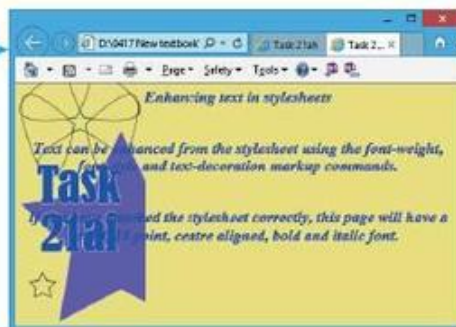 D:\0417 New textbook
Task 21ah
Task 2...
Page
Safety
Tools
Enhancing text in stylesheets
Text can be enhanced from the stylesheet using the font-weight,
and text-decoration markup commands.
Task
21ai
the stylesheet correctly, this page will have a
point, centre aligned, bold and italic font.